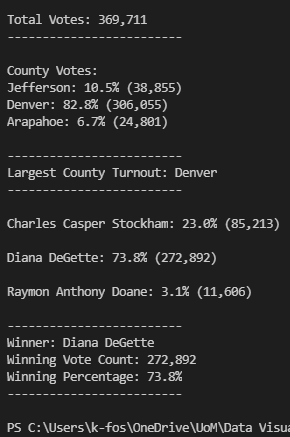 Total Votes: 369,711
-------------------------
County Votes:
Jefferson: 10.5% (38,855)
Denver: 82.8% (306,055)
Arapahoe: 6.7% (24,801)
-------------------------
Largest County Turnout: Denver
-------------------------
Charles Casper Stockham: 23.0% (85,213)
Diana DeGette: 73.8% (272,892)
Raymon Anthony Doane: 3.1% (11,606)
-------------------------
Winner: Diana DeGette
Winning Vote Count: 272,892
Winning Percentage: 73.8%
-------------------------
PS C:\Users\k-fos\OneDrive\UoM\Data Visua